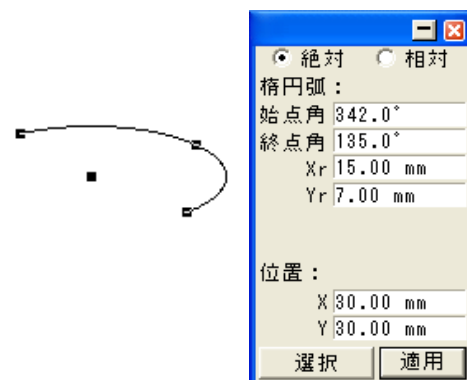 絶対 相対
楕円弧：
始点角 342.0°
終点角 135.0°
Xr 15.00 mm
Yr 7.00 mm
位置：
X 30.00 mm
Y 30.00 mm
選択 適用